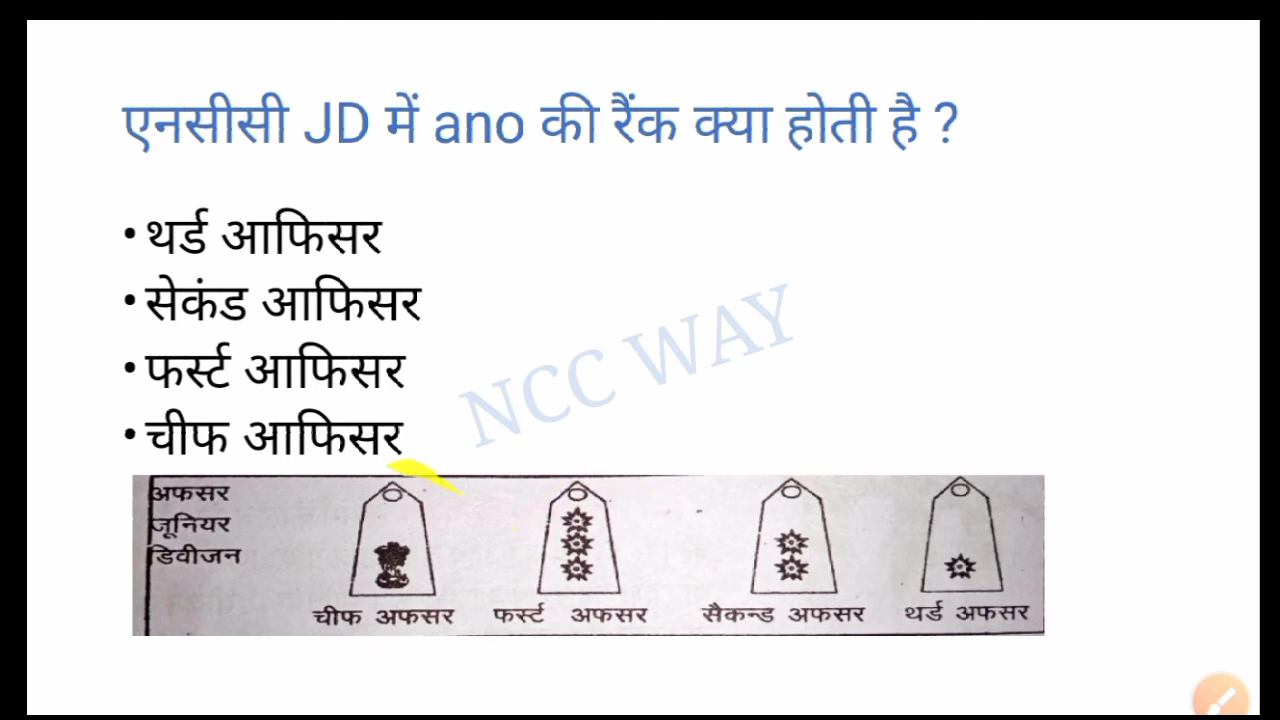 एनसीसी JD में ano की रैंक क्या होती है ?
•थर्ड आफिसर
•सेकंड आफिसर
•फर्स्ट आफिसर
•चीफ आफिसर
NCC WAY
अफसर
जूनियर
डिवीजन
चीफ अफसर फर्स्ट अफसर सैकन्ड अफसर थर्ड अफसर